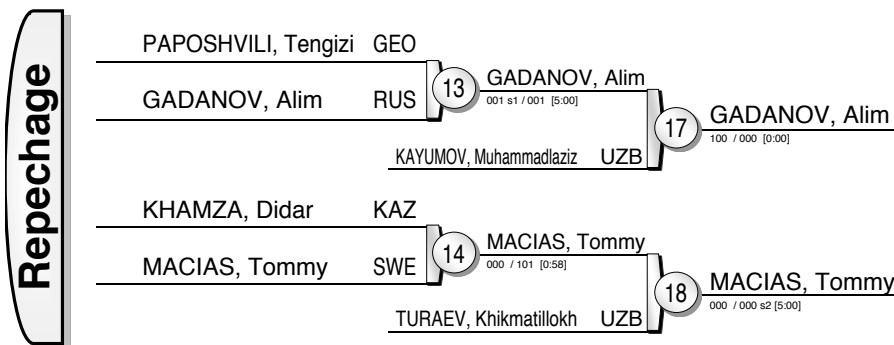 Repechage
PAPOSHVILI, Tengizi GEO
GADANOV, Alim RUS
13
GADANOV, Alim
001 s1 / 001 [5:00]
KAYUMOV, Muhammadlaziz UZB
17
GADANOV, Alim
100 / 000 [0:00]
KHAMZA, Didar KAZ
MACIAS, Tommy SWE
14
MACIAS, Tommy
000 / 101 [0:58]
TURAEV, Khikmatillokh UZB
18
MACIAS, Tommy
000 / 000 s2 [5:00]